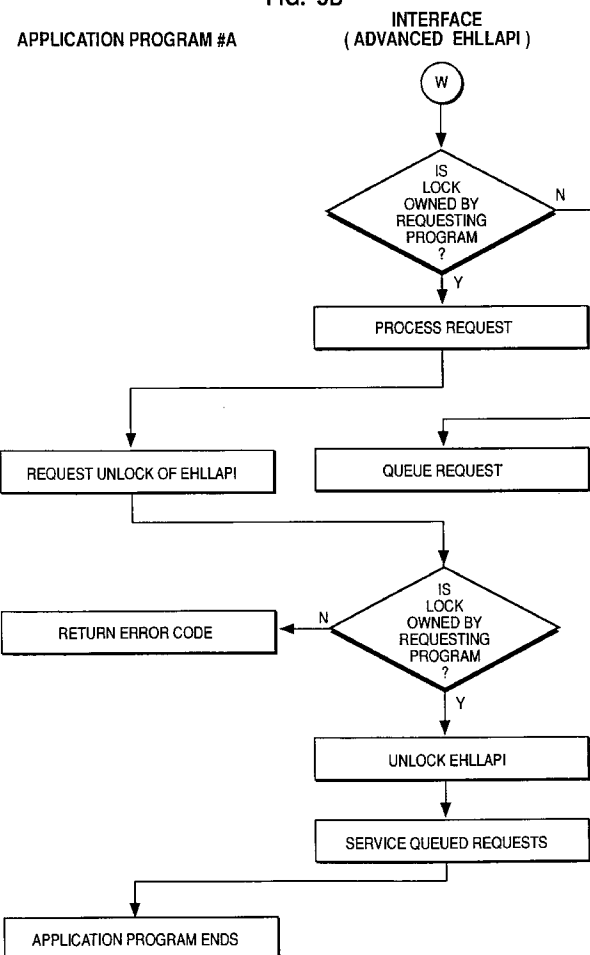 INTERFACE
APPLICATION PROGRAM #A
( ADVANCED EHLLAPI )
W
IS
LOCK
OWNED BY
REQUESTING
PROGRAM
?
N
Y
PROCESS REQUEST
REQUEST UNLOCK OF EHLLAPI
QUEUE REQUEST
IS
LOCK
OWNED BY
REQUESTING
PROGRAM
?
N
RETURN ERROR CODE
Y
UNLOCK EHLLAPI
SERVICE QUEUED REQUESTS
APPLICATION PROGRAM ENDS